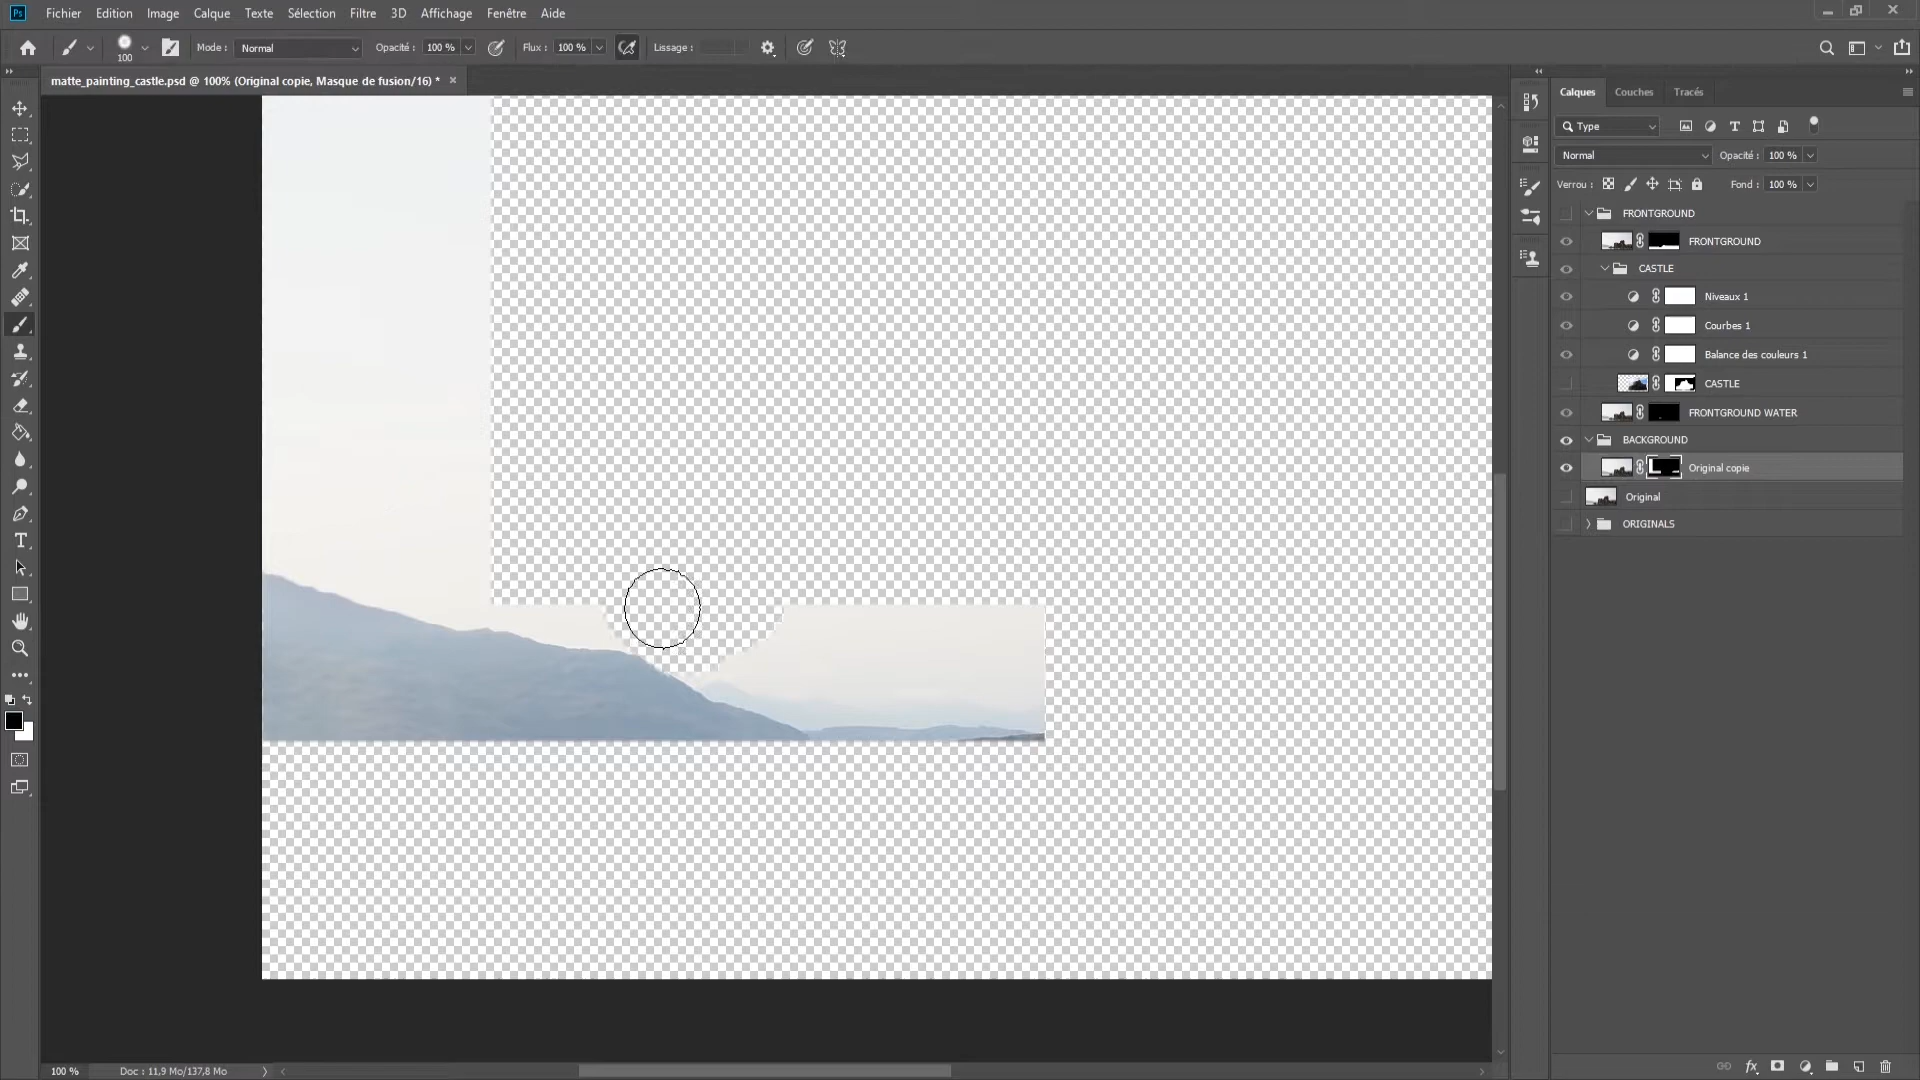 Ps Fichier Edition Image Calque Texte Sélection Filtre 3D Affichage Fenêtre Aide
100 Mode : Normal Opacité : 100 % Flux : 100 % Lissage :
matte_painting_castle.psd @ 100% (Original copie, Masque de fusion/16) * ×
Calques Couches Tracés
Type
Normal Opacité : 100 %
Verrou : Fond : 100 %
FRONTGROUND
FRONTGROUND
CASTLE
Niveaux 1
Courbes 1
Balance des couleurs 1
CASTLE
FRONTGROUND WATER
BACKGROUND
Original copie
Original
ORIGINALS
100 % Doc : 11,9 Mo/137,8 Mo